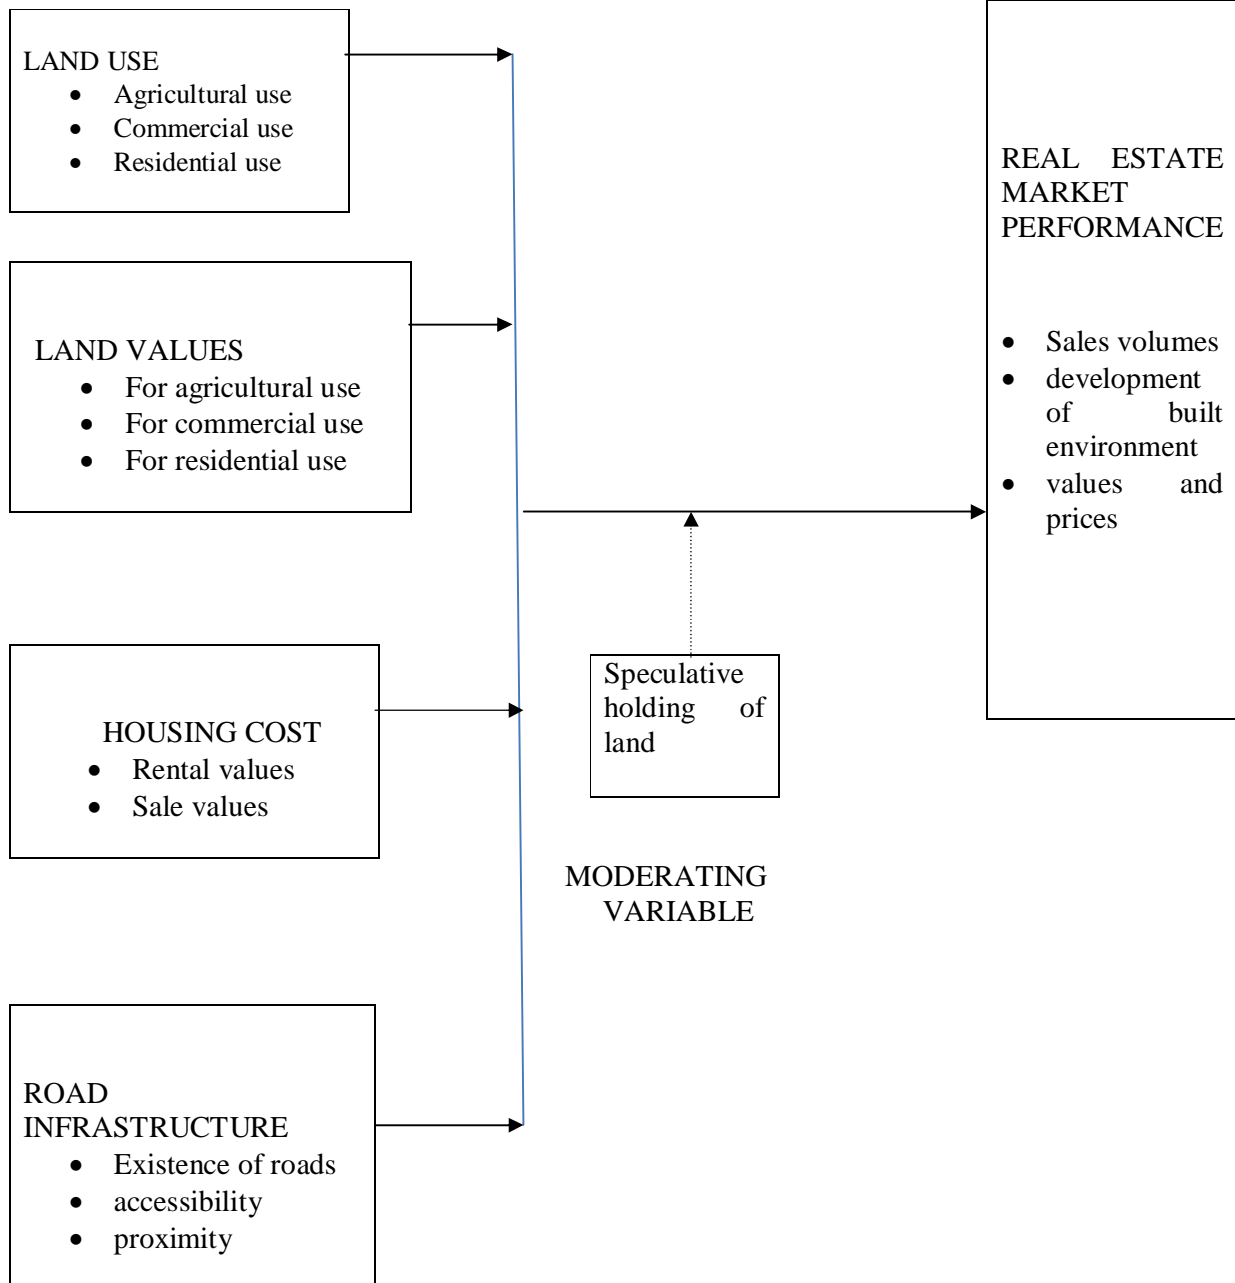 LAND USE
• Agricultural use
• Commercial use
• Residential use
LAND VALUES
• For agricultural use
• For commercial use
• For residential use
HOUSING COST
• Rental values
• Sale values
ROAD
INFRASTRUCTURE
• Existence of roads
• accessibility
• proximity
Speculative
holding of
land
MODERATING
VARIABLE
REAL ESTATE
MARKET
PERFORMANCE
• Sales volumes
• development
of built
environment
• values and
prices